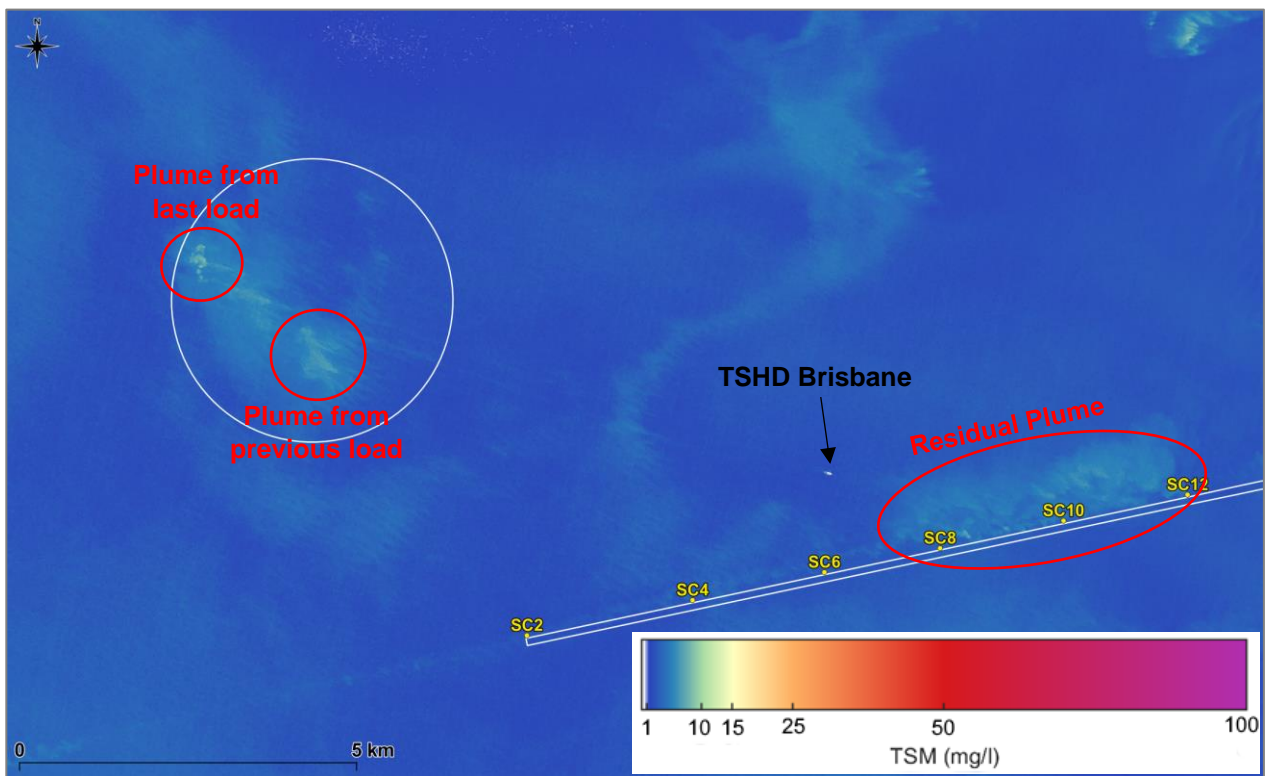 N
Plume from
last load
Plume from
previous load
TSHD Brisbane
Residual Plume
SC12
SC10
SC8
SC6
SC4
SC2
0 5 km
1 10 15 25 50 100
TSM (mg/l)